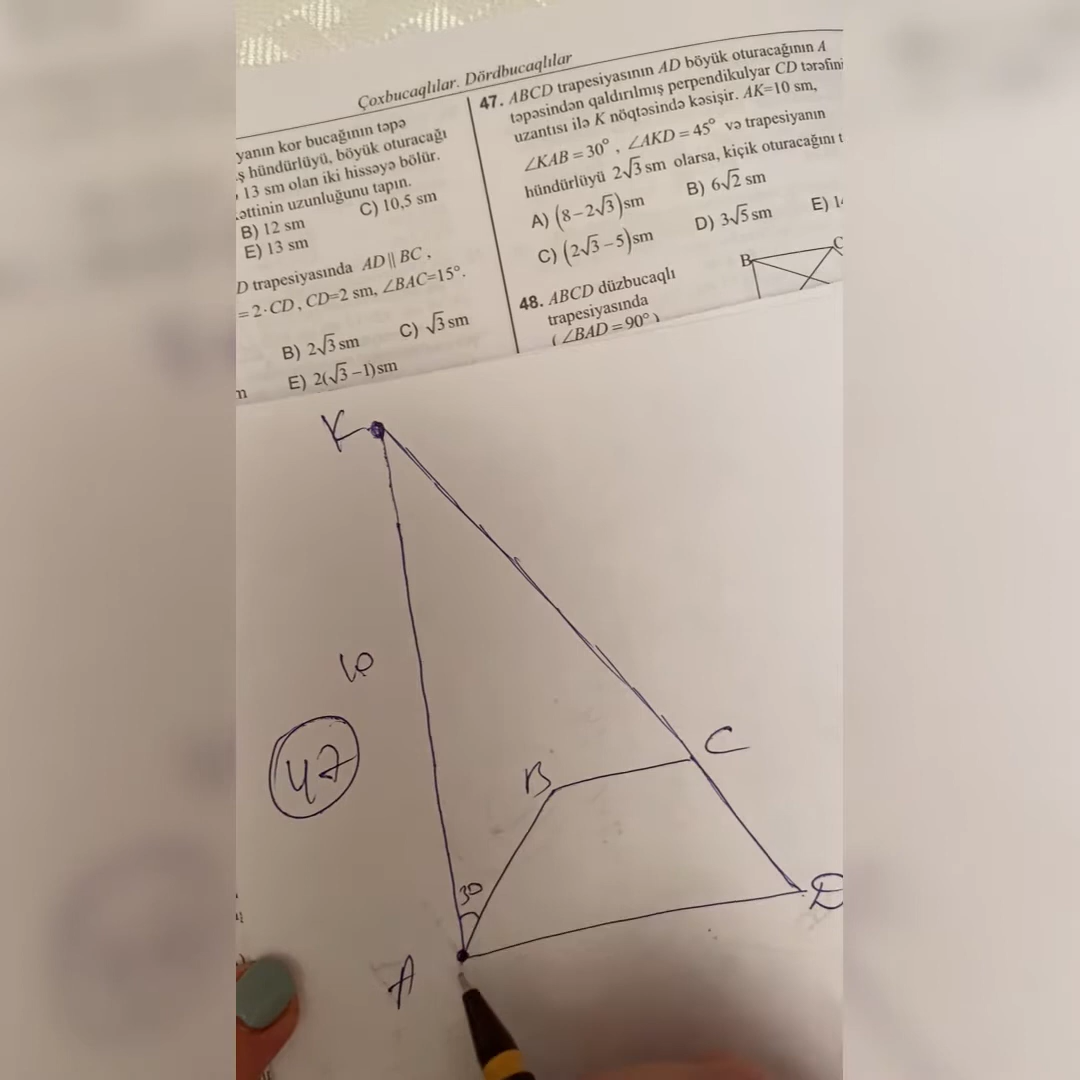 Çoxbucaqlılar. Dördbucaqlılar
yanın kor bucağının təpə
ş hündürlüyü, böyük oturacağı
13 sm olan iki hissəyə bölür.
əttinin uzunluğunu tapın.
B) 12 sm C) 10,5 sm
E) 13 sm
D trapesiyasında AD || BC,
=2·CD, CD=2 sm, ∠BAC=15°.
B) 2√3 sm C) √3 sm
E) 2(√3−1)sm
47. ABCD trapesiyasının AD böyük oturacağının A
təpəsindən qaldırılmış perpendikulyar CD tərəfini
uzantısı ilə K nöqtəsində kəsişir. AK=10 sm,
∠KAB=30°, ∠AKD=45° və trapesiyanın
hündürlüyü 2√3 sm olarsa, kiçik oturacağını t
A) (8−2√3)sm B) 6√2 sm
C) (2√3−5)sm D) 3√5 sm E) 1
48. ABCD düzbucaqlı
trapesiyasında
(∠BAD=90°)
B C
K
10
47
B C
30
A D